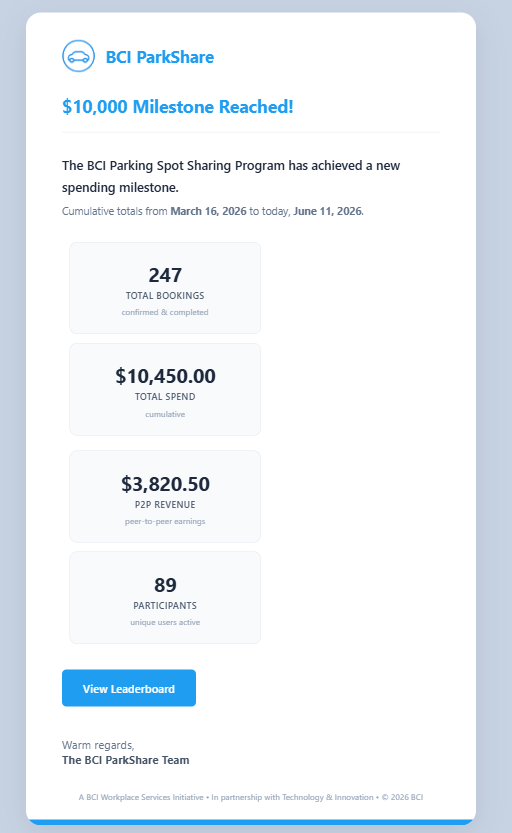 BCI ParkShare
$10,000 Milestone Reached!
The BCI Parking Spot Sharing Program has achieved a new
spending milestone.
Cumulative totals from March 16, 2026 to today, June 11, 2026.
247
TOTAL BOOKINGS
confirmed & completed
$10,450.00
TOTAL SPEND
cumulative
$3,820.50
P2P REVENUE
peer-to-peer earnings
89
PARTICIPANTS
unique users active
View Leaderboard
Warm regards,
The BCI ParkShare Team
A BCI Workplace Services Initiative • In partnership with Technology & Innovation • © 2026 BCI